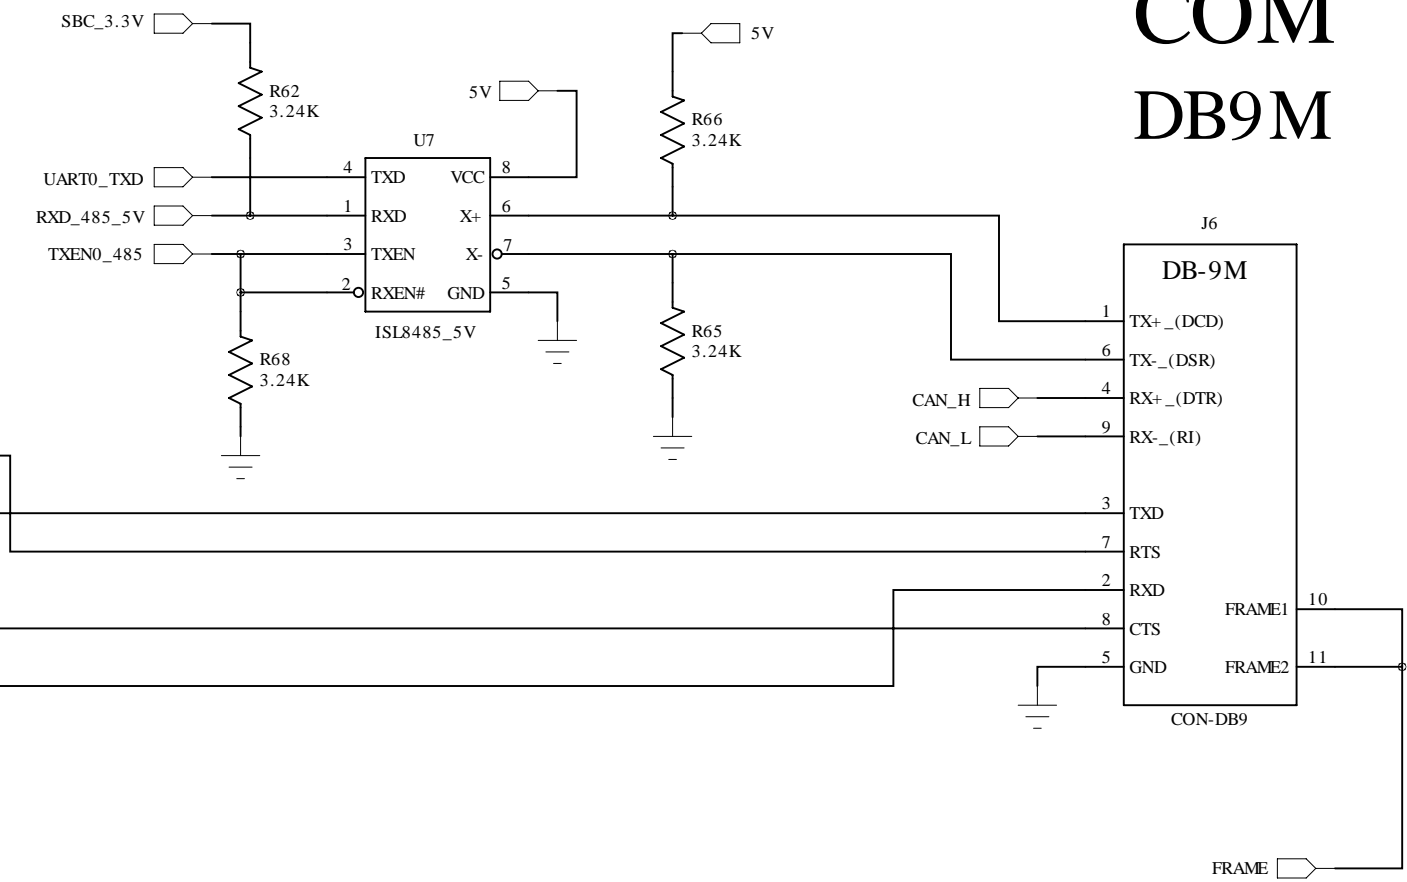 COM
DB9M
SBC_3.3V
R62
3.24K
5V
5V
R66
3.24K
U7
UART0_TXD
4
TXD
VCC
8
RXD_485_5V
1
RXD
X+
6
TXEN0_485
3
TXEN
X-
7
2
RXEN#
GND
5
ISL8485_5V
R68
3.24K
R65
3.24K
J6
DB-9M
1
TX+_(DCD)
6
TX-_(DSR)
CAN_H
4
RX+_(DTR)
CAN_L
9
RX-_(RI)
3
TXD
7
RTS
2
RXD
FRAME1
10
8
CTS
5
GND
FRAME2
11
CON-DB9
FRAME